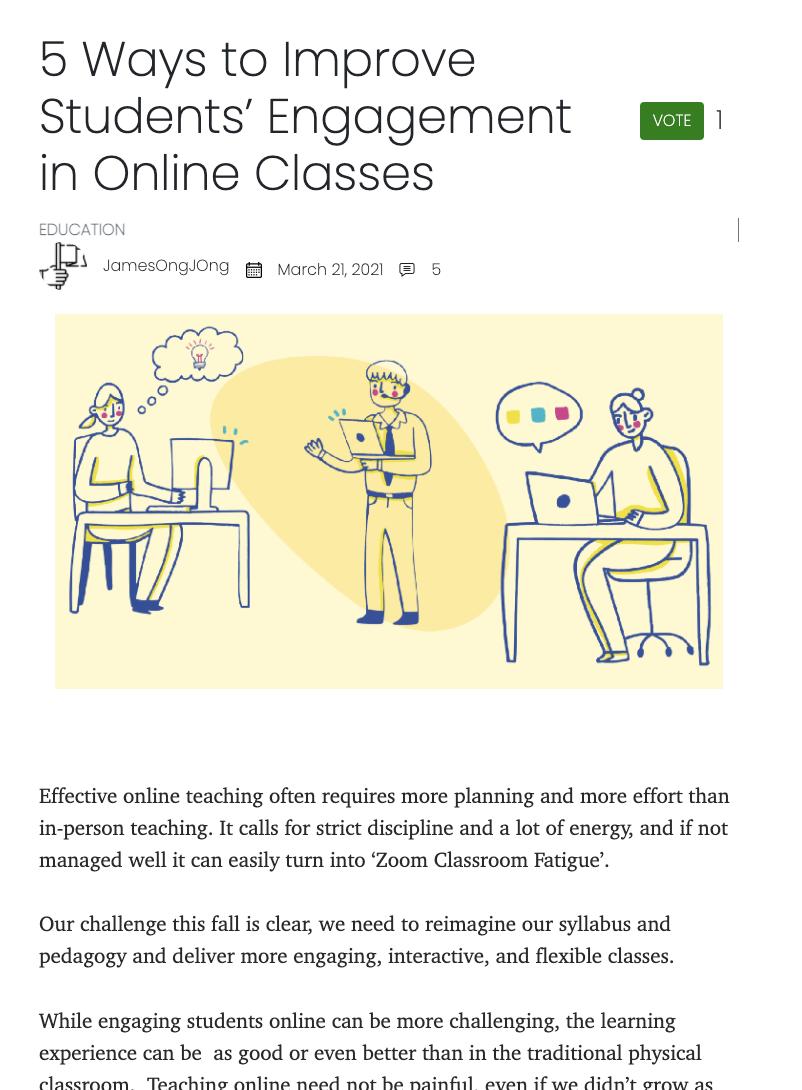 5 Ways to Improve
Students’ Engagement
in Online Classes
VOTE 1
EDUCATION
JamesOngJOng March 21, 2021 5
Effective online teaching often requires more planning and more effort than
in-person teaching. It calls for strict discipline and a lot of energy, and if not
managed well it can easily turn into ‘Zoom Classroom Fatigue’.
Our challenge this fall is clear, we need to reimagine our syllabus and
pedagogy and deliver more engaging, interactive, and flexible classes.
While engaging students online can be more challenging, the learning
experience can be  as good or even better than in the traditional physical
classroom.  Teaching online need not be painful, even if we didn’t grow as